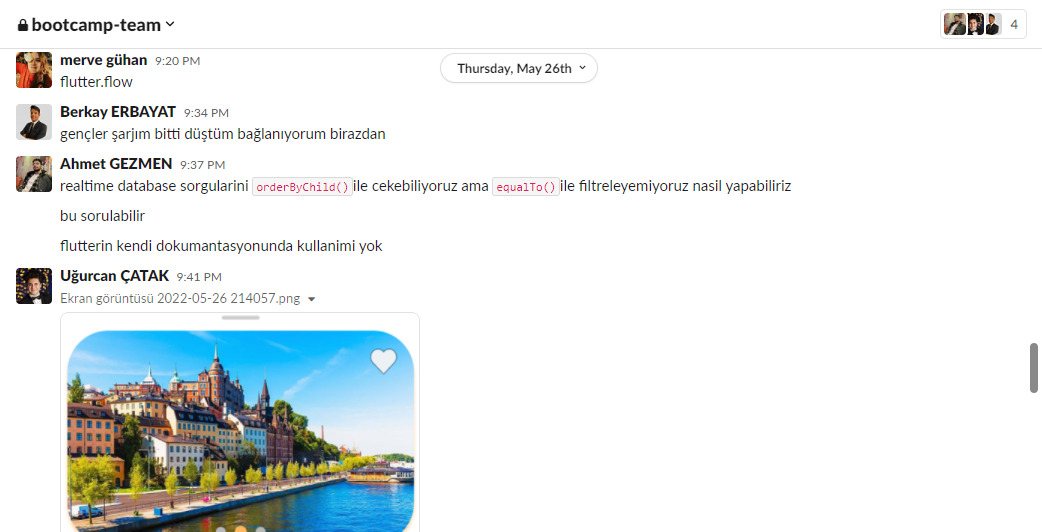 bootcamp-team
4
Thursday, May 26th
merve gühan 9:20 PM
flutter.flow
Berkay ERBAYAT 9:34 PM
gençler şarjım bitti düştüm bağlanıyorum birazdan
Ahmet GEZMEN 9:37 PM
realtime database sorgularini orderByChild() ile cekebiliyoruz ama equalTo() ile filtreleyemiyoruz nasil yapabiliriz
bu sorulabilir
flutterin kendi dokumantasyonunda kullanimi yok
Uğurcan ÇATAK 9:41 PM
Ekran görüntüsü 2022-05-26 214057.png